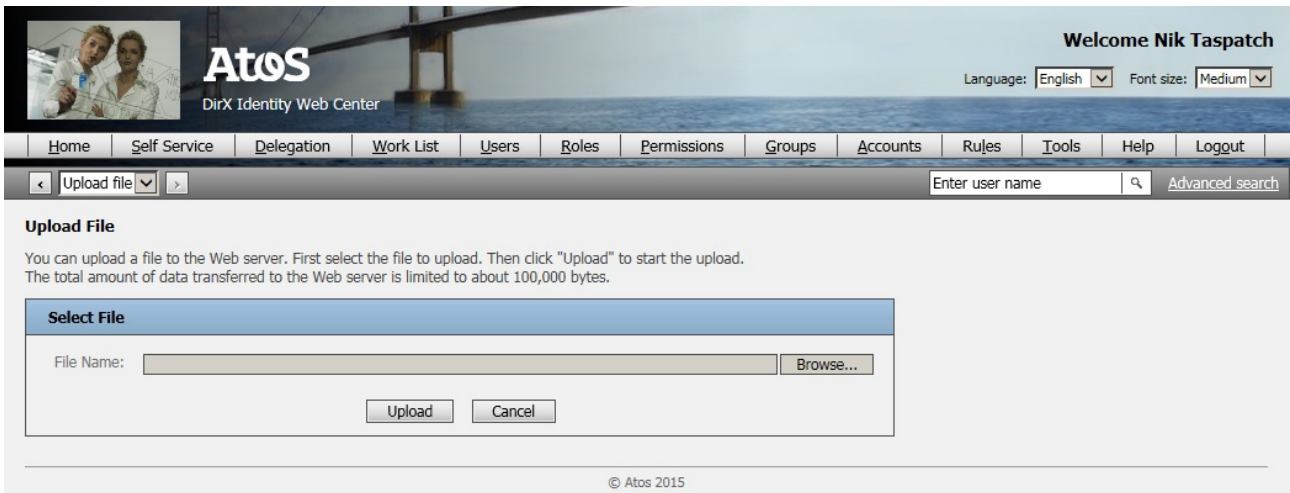 Welcome Nik Taspatch
Atos
Language: English Font size: Medium
DirX Identity Web Center
Home Self Service Delegation Work List Users Roles Permissions Groups Accounts Rules Tools Help Logout
Upload file Enter user name Advanced search
Upload File
You can upload a file to the Web server. First select the file to upload. Then click "Upload" to start the upload.
The total amount of data transferred to the Web server is limited to about 100,000 bytes.
Select File
File Name: Browse...
Upload Cancel
© Atos 2015